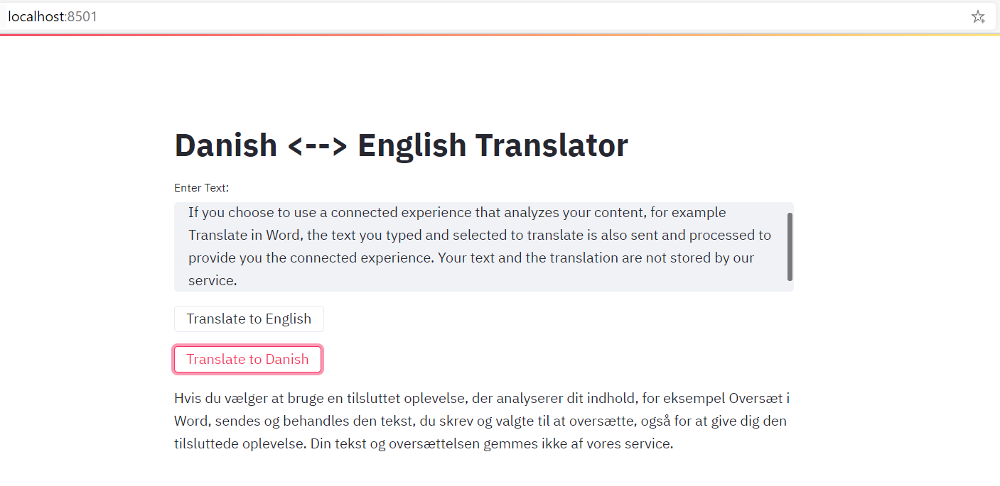 localhost:8501
Danish <--> English Translator
Enter Text:
If you choose to use a connected experience that analyzes your content, for example
Translate in Word, the text you typed and selected to translate is also sent and processed to
provide you the connected experience. Your text and the translation are not stored by our
service.
Translate to English
Translate to Danish
Hvis du vælger at bruge en tilsluttet oplevelse, der analyserer dit indhold, for eksempel Oversæt i
Word, sendes og behandles den tekst, du skrev og valgte til at oversætte, også for at give dig den
tilsluttede oplevelse. Din tekst og oversættelsen gemmes ikke af vores service.